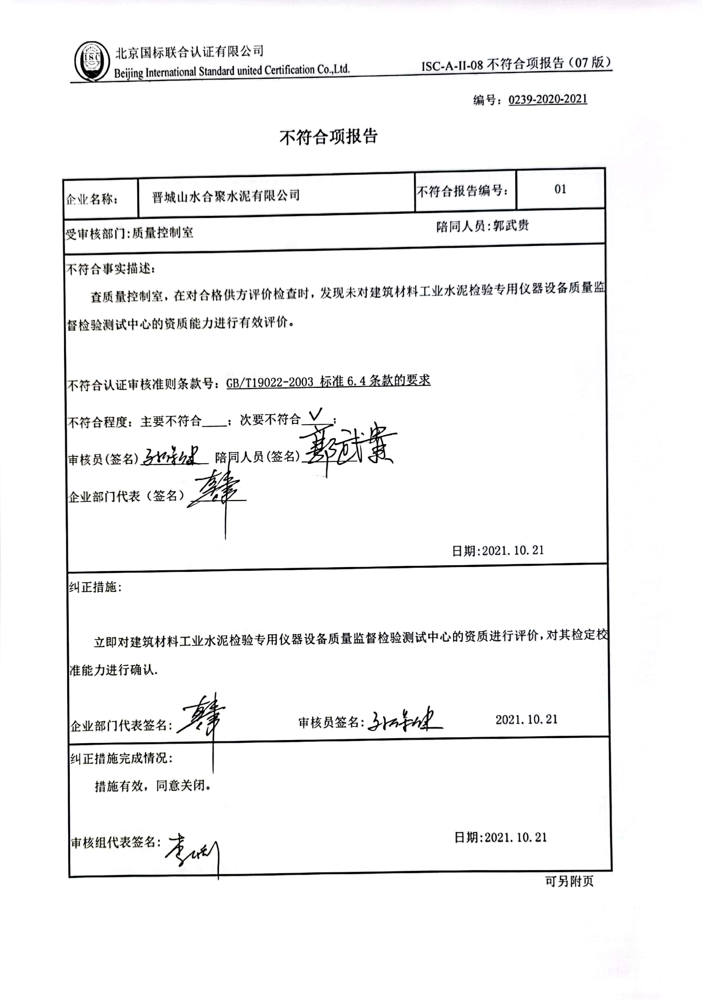 ISC
北京国标联合认证有限公司
Beijing International Standard united Certification Co.,Ltd.
ISC-A-II-08 不符合项报告（07 版）
编号：0239-2020-2021
不符合项报告
企业名称：
晋城山水合聚水泥有限公司
不符合报告编号：
01
受审核部门:质量控制室
陪同人员:郭武贵
不符合事实描述：
查质量控制室，在对合格供方评价检查时，发现未对建筑材料工业水泥检验专用仪器设备质量监
督检验测试中心的资质能力进行有效评价。
不符合认证审核准则条款号：GB/T19022-2003 标准 6.4 条款的要求
不符合程度：主要不符合____；次要不符合 √ ；
审核员(签名) 陪同人员(签名) 郭武贵
企业部门代表（签名）
日期:2021.10.21
纠正措施：
立即对建筑材料工业水泥检验专用仪器设备质量监督检验测试中心的资质进行评价,对其检定校
准能力进行确认.
企业部门代表签名：
审核员签名：
2021.10.21
纠正措施完成情况：
措施有效，同意关闭。
审核组代表签名：
日期:2021.10.21
可另附页